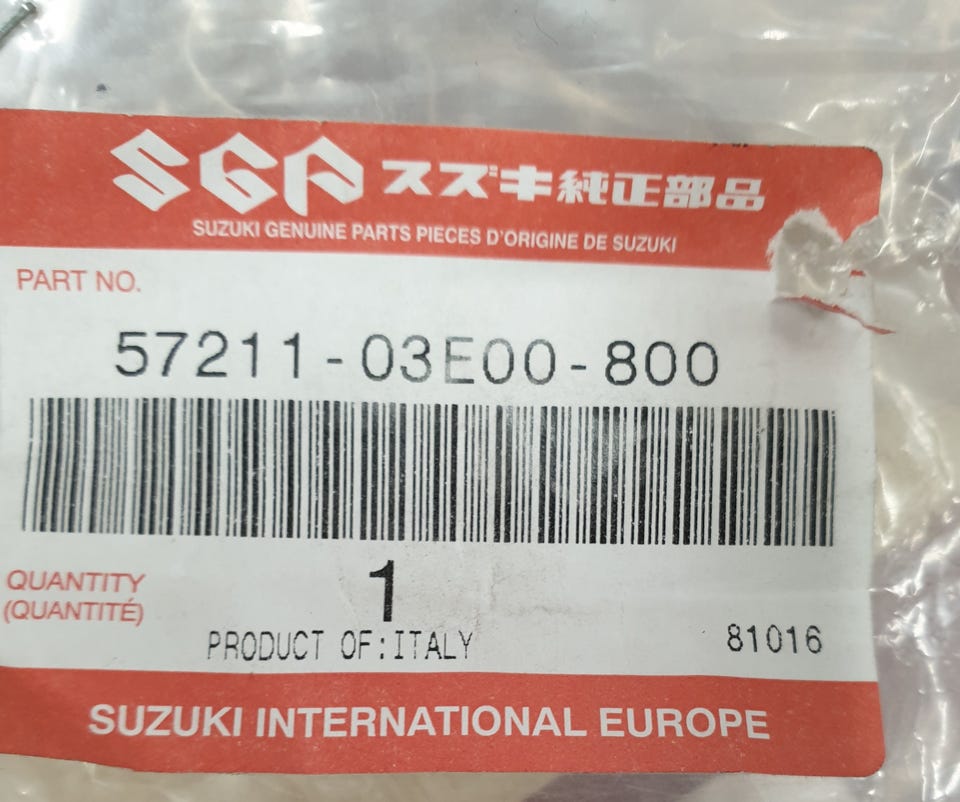 SGP スズキ純正部品
SUZUKI GENUINE PARTS PIECES D'ORIGINE DE SUZUKI
PART NO.
57211-03E00-800
QUANTITY
(QUANTITÉ)
1
PRODUCT OF:ITALY
81016
SUZUKI INTERNATIONAL EUROPE